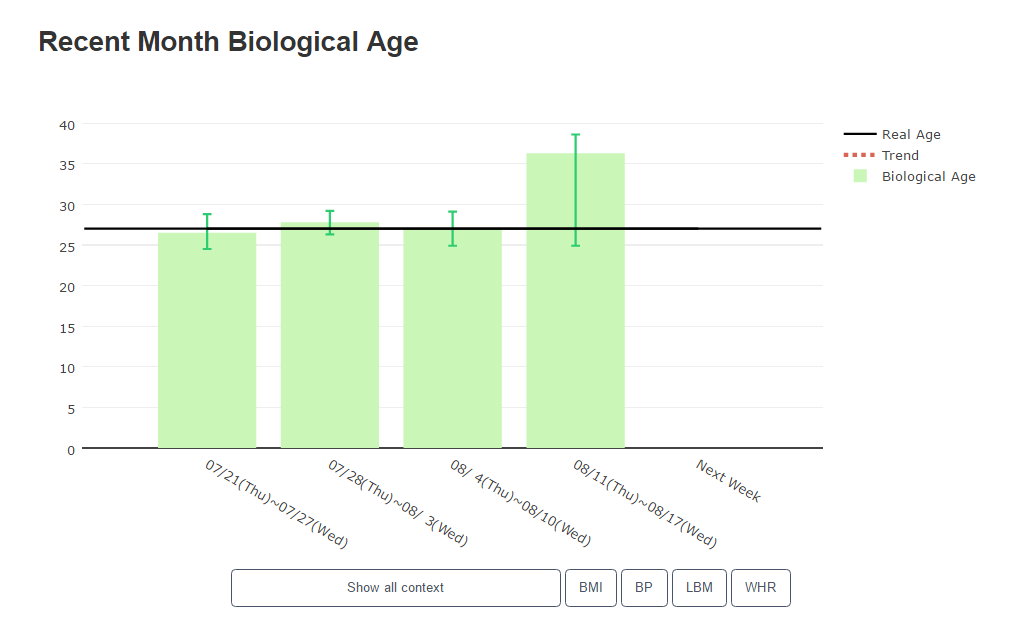 Recent Month Biological Age
40
35
30
25
20
15
10
5
0
Real Age
Trend
Biological Age
07/21(Thu)~07/27(Wed)
07/28(Thu)~08/ 3(Wed)
08/ 4(Thu)~08/10(Wed)
08/11(Thu)~08/17(Wed)
Next Week
Show all context
BMI
BP
LBM
WHR